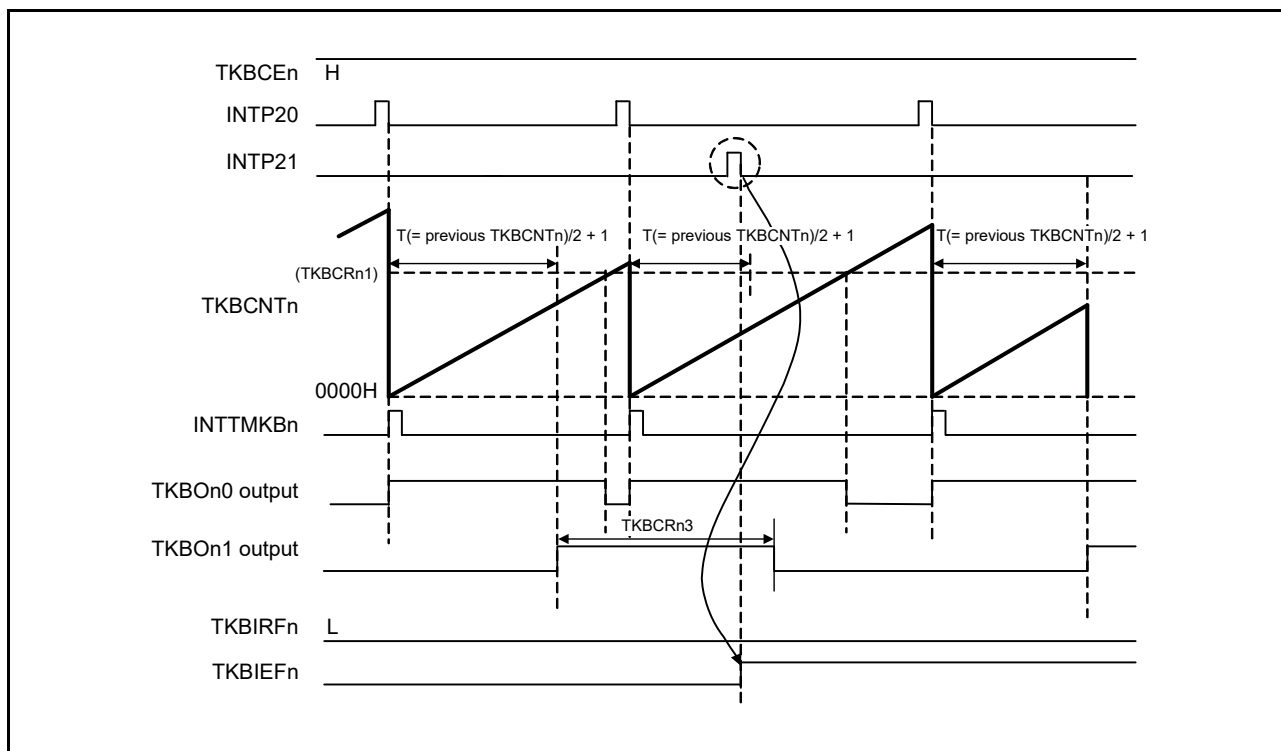 TKBCEn H
INTP20
INTP21
T(= previous TKBCNTn)/2 + 1 T(= previous TKBCNTn)/2 + 1 T(= previous TKBCNTn)/2 + 1
(TKBCRn1)
TKBCNTn
0000H
INTTMKBn
TKBOn0 output
TKBCRn3
TKBOn1 output
TKBIRFn L
TKBIEFn